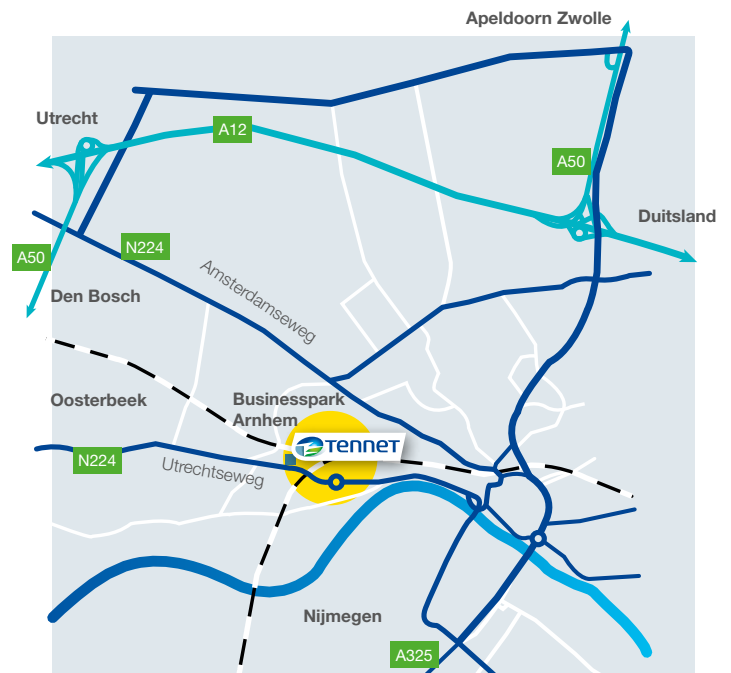 Apeldoorn Zwolle
Utrecht
A12
A50
Duitsland
N224
A50
Amsterdamseweg
Den Bosch
Oosterbeek
Businesspark
Arnhem
TENNET
N224
Utrechtseweg
Nijmegen
A325